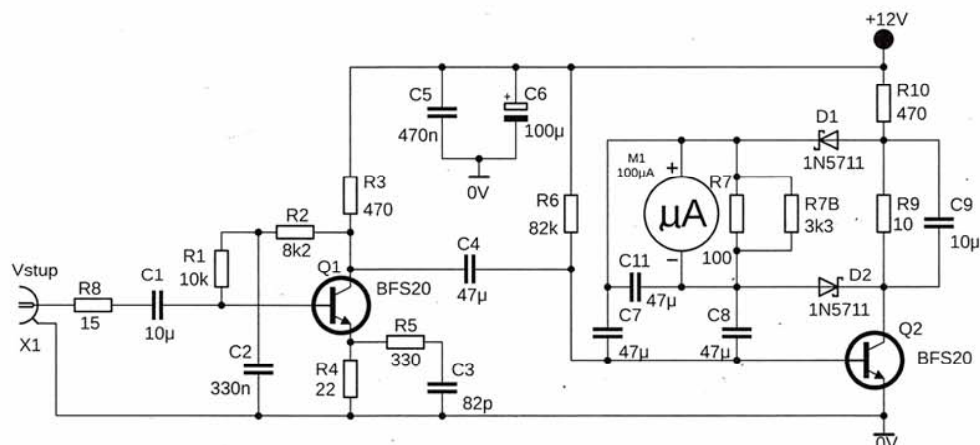 +12V
C5
470n
+
C6
100µ
0V
R10
470
D1
1N5711
M1
100µA
+
µA
−
R7
100
R7B
3k3
R9
10
C9
10µ
R3
470
R6
82k
R2
8k2
R1
10k
Q1
BFS20
C4
47µ
C11
47µ
D2
1N5711
Vstup
R8
15
C1
10µ
X1
C7
47µ
C8
47µ
Q2
BFS20
R5
330
C2
330n
R4
22
C3
82p
0V